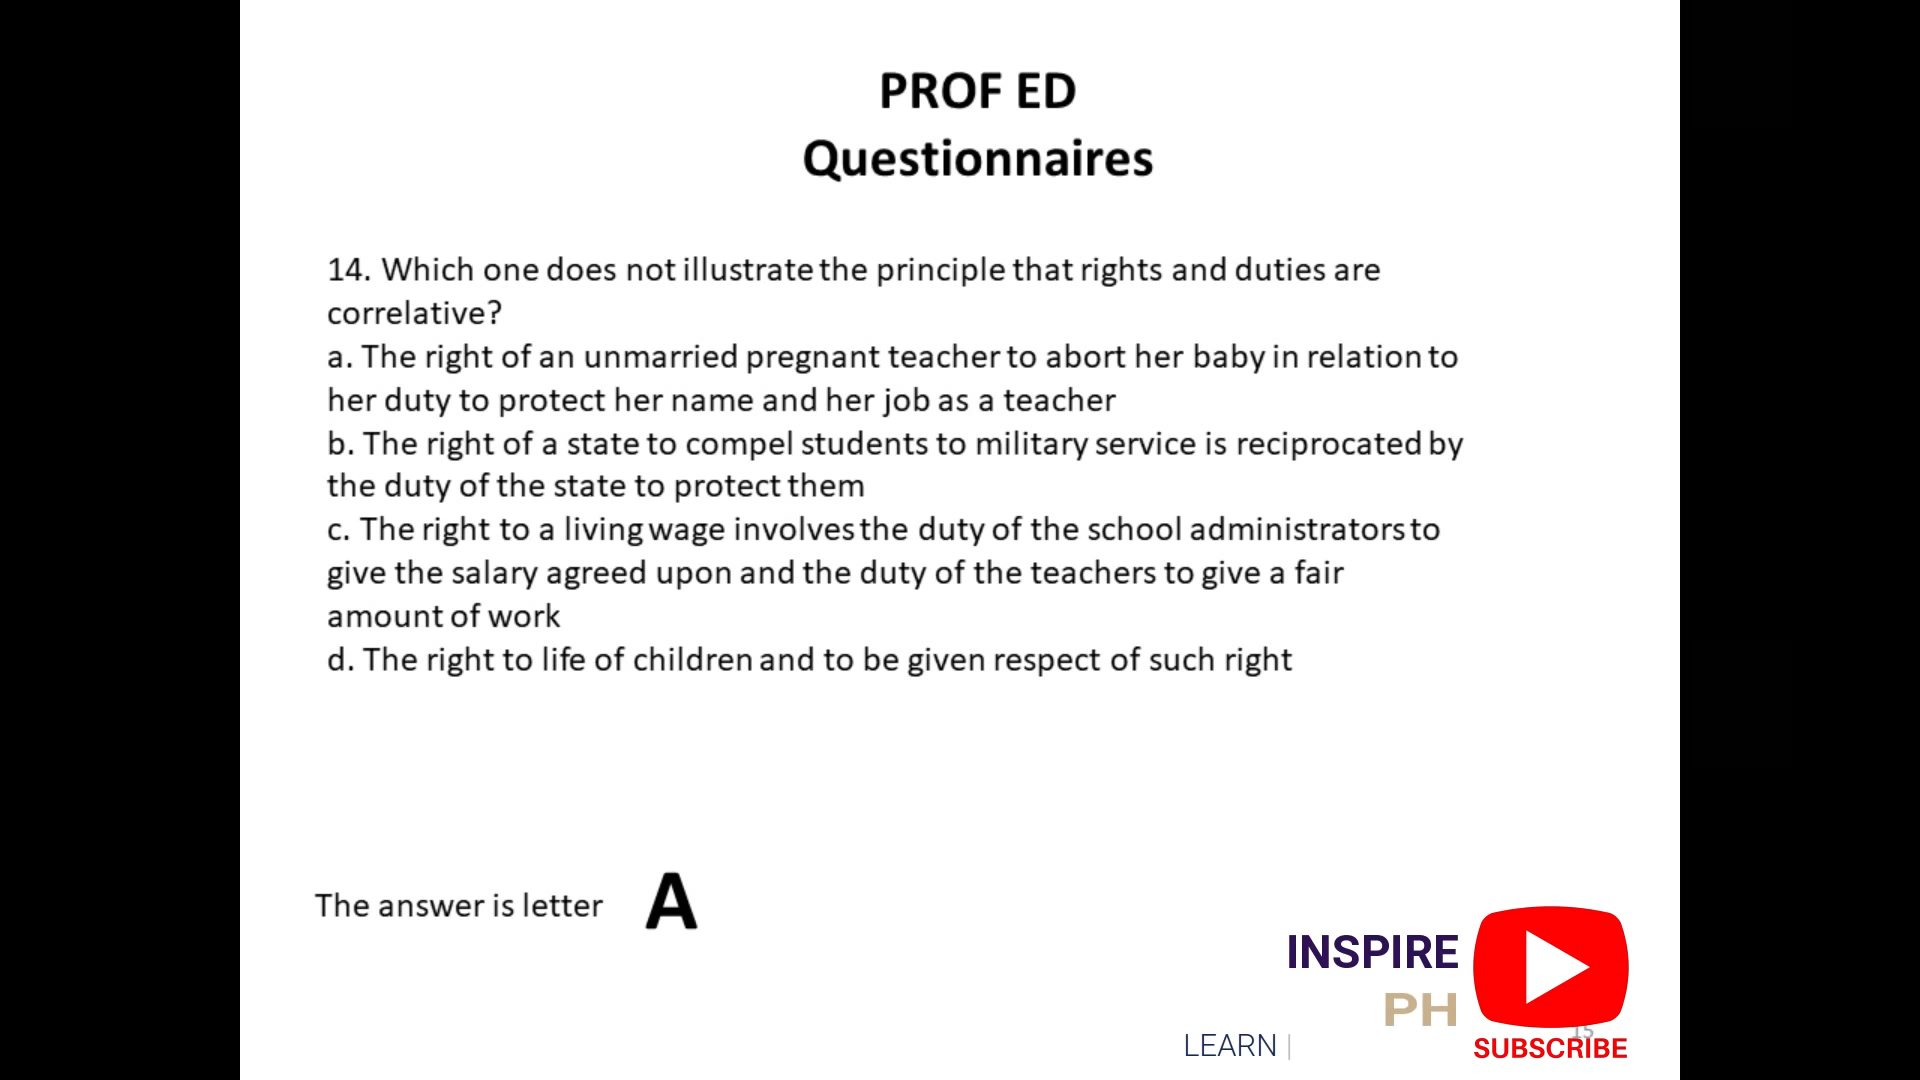 PROF ED
Questionnaires
14. Which one does not illustrate the principle that rights and duties are
correlative?
a. The right of an unmarried pregnant teacher to abort her baby in relation to
her duty to protect her name and her job as a teacher
b. The right of a state to compel students to military service is reciprocated by
the duty of the state to protect them
c. The right to a living wage involves the duty of the school administrators to
give the salary agreed upon and the duty of the teachers to give a fair
amount of work
d. The right to life of children and to be given respect of such right
The answer is letter A
INSPIRE
PH
LEARN |
15
SUBSCRIBE